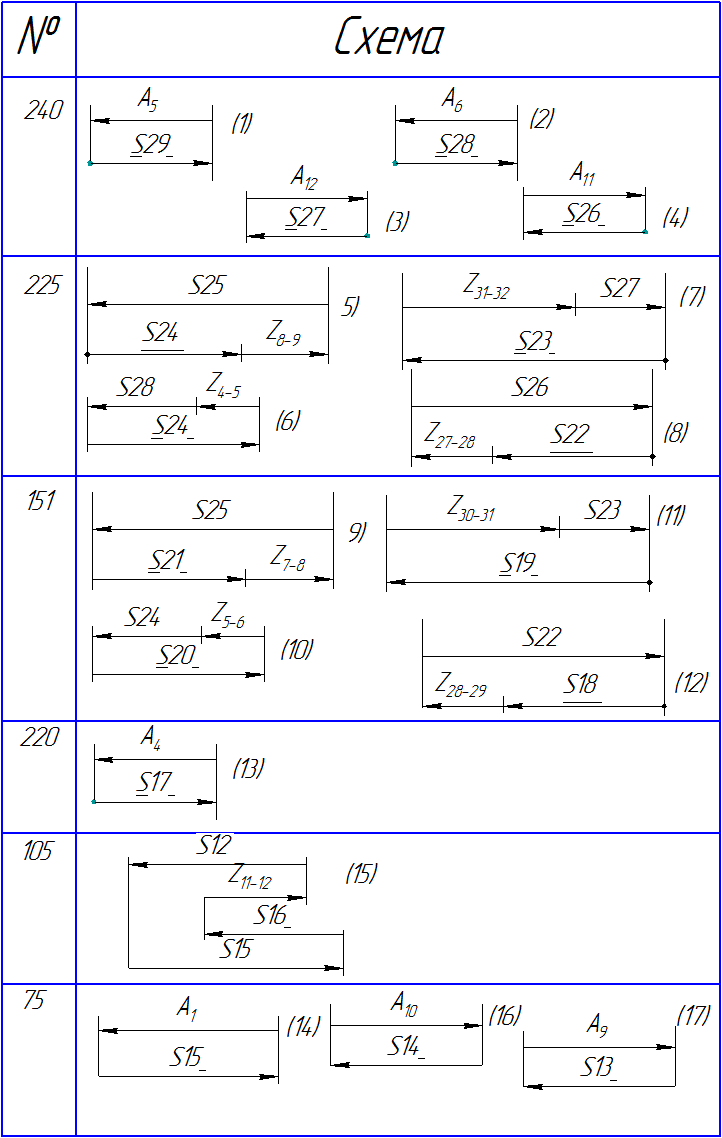 № Схема
240 A5 (1) A6 (2)
S29 S28
A12 (3) A11 (4)
S27 S26
225 S25 5) Z31-32 S27 (7)
S24 Z8-9 S23
S28 Z4-5 (6) S26 (8)
S24 Z27-28 S22
151 S25 9) Z30-31 S23 (11)
S21 Z7-8 S19
S24 Z5-6 (10) S22 (12)
S20 Z28-29 S18
220 A4 (13)
S17
105 S12 (15)
Z11-12
S16
S15
75 A1 (14) A10 (16) A9 (17)
S15 S14 S13